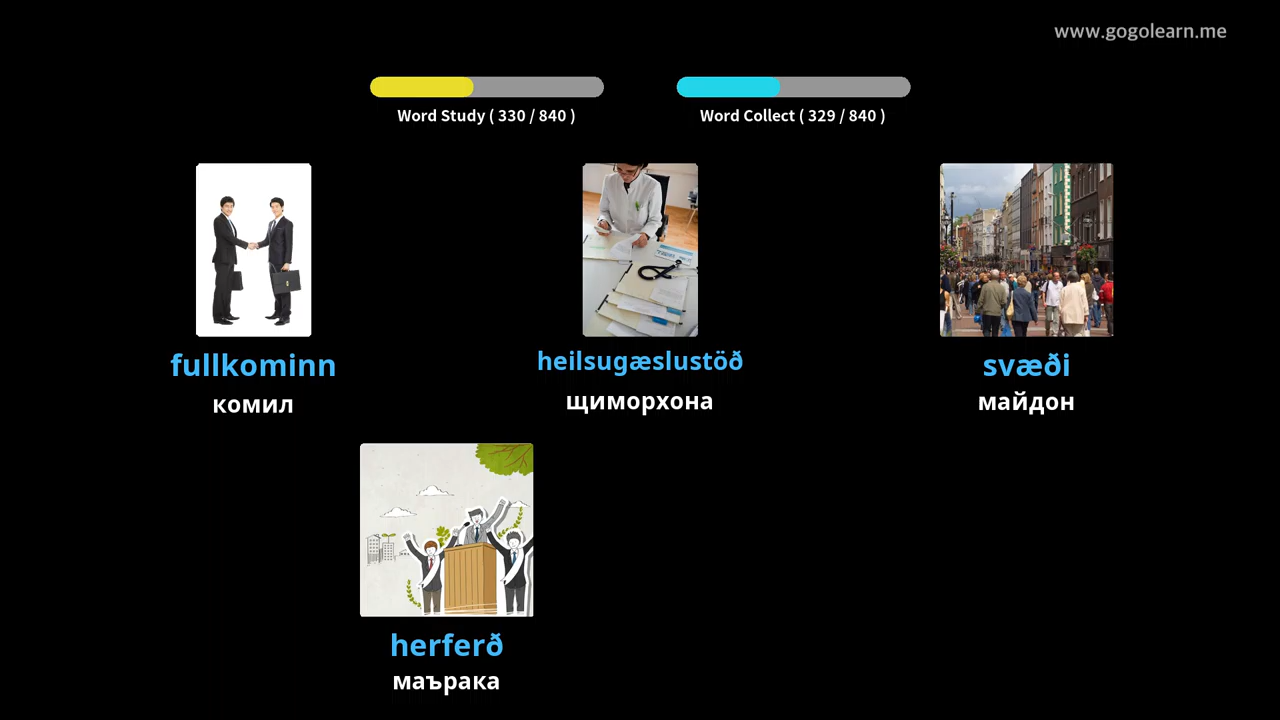 www.gogolearn.me
Word Study ( 330 / 840 )
Word Collect ( 329 / 840 )
fullkominn
комил
heilsugæslustöð
щиморхона
svæði
майдон
herferð
маърака